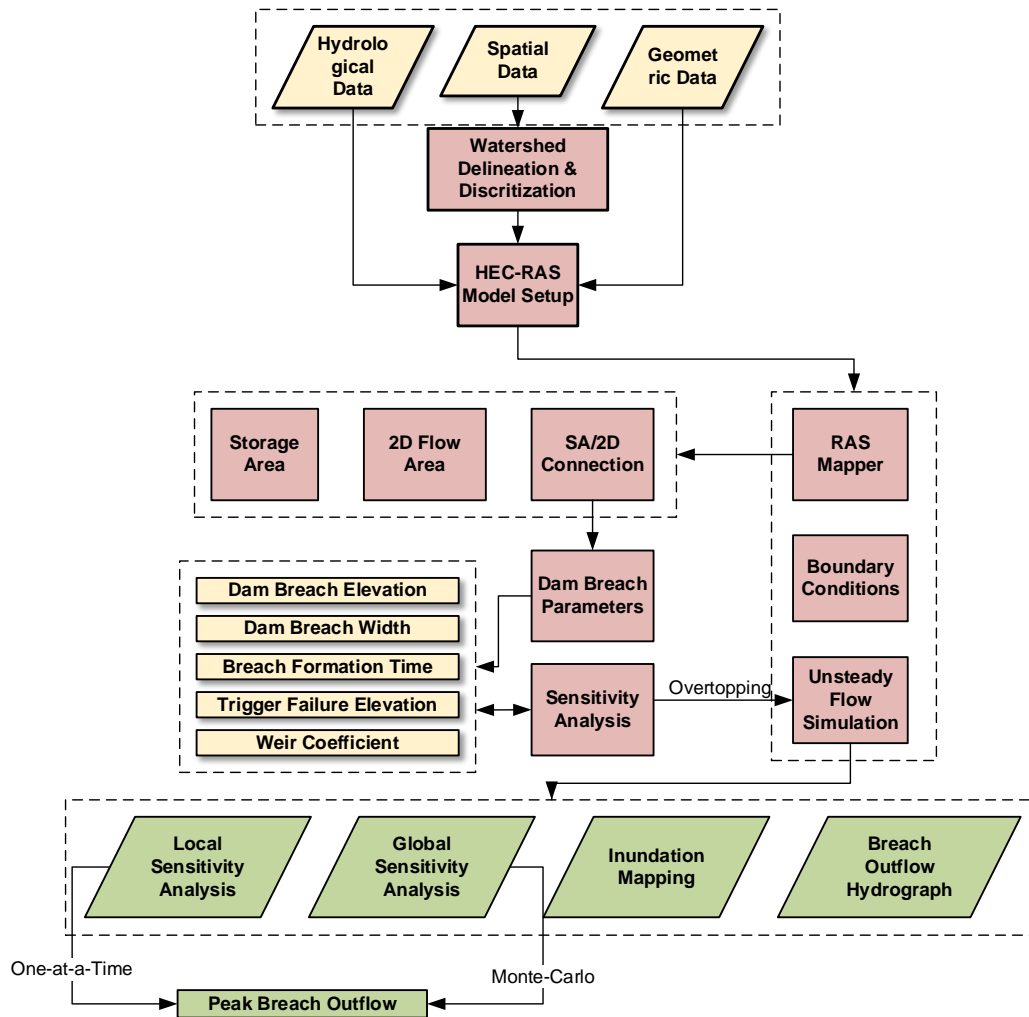 Hydrolo
gical
Data
Spatial
Data
Geomet
ric Data
Watershed
Delineation &
Discritization
HEC-RAS
Model Setup
Storage
Area
2D Flow
Area
SA/2D
Connection
RAS
Mapper
Dam Breach Elevation
Dam Breach Width
Breach Formation Time
Trigger Failure Elevation
Weir Coefficient
Dam Breach
Parameters
Boundary
Conditions
Sensitivity
Analysis
Overtopping
Unsteady
Flow
Simulation
Local
Sensitivity
Analysis
Global
Sensitivity
Analysis
Inundation
Mapping
Breach
Outflow
Hydrograph
One-at-a-Time
Monte-Carlo
Peak Breach Outflow